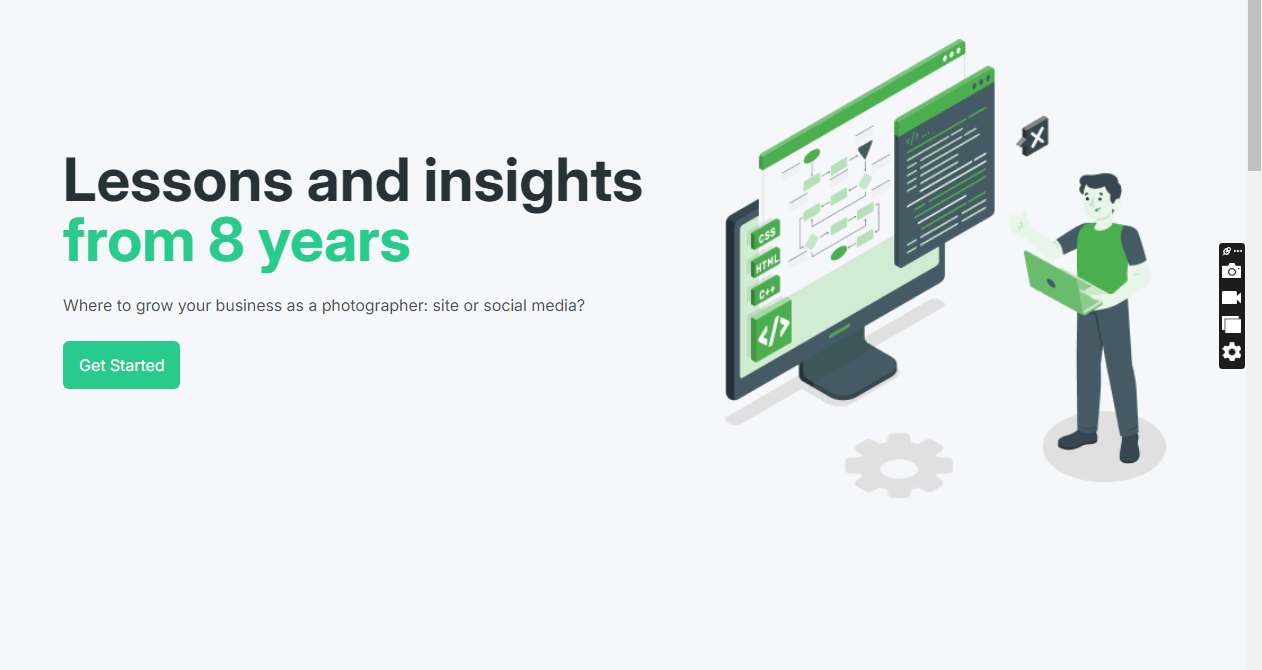 Lessons and insights
from 8 years
Where to grow your business as a photographer: site or social media?
Get Started
CSS
HTML
C++
</>
</>...